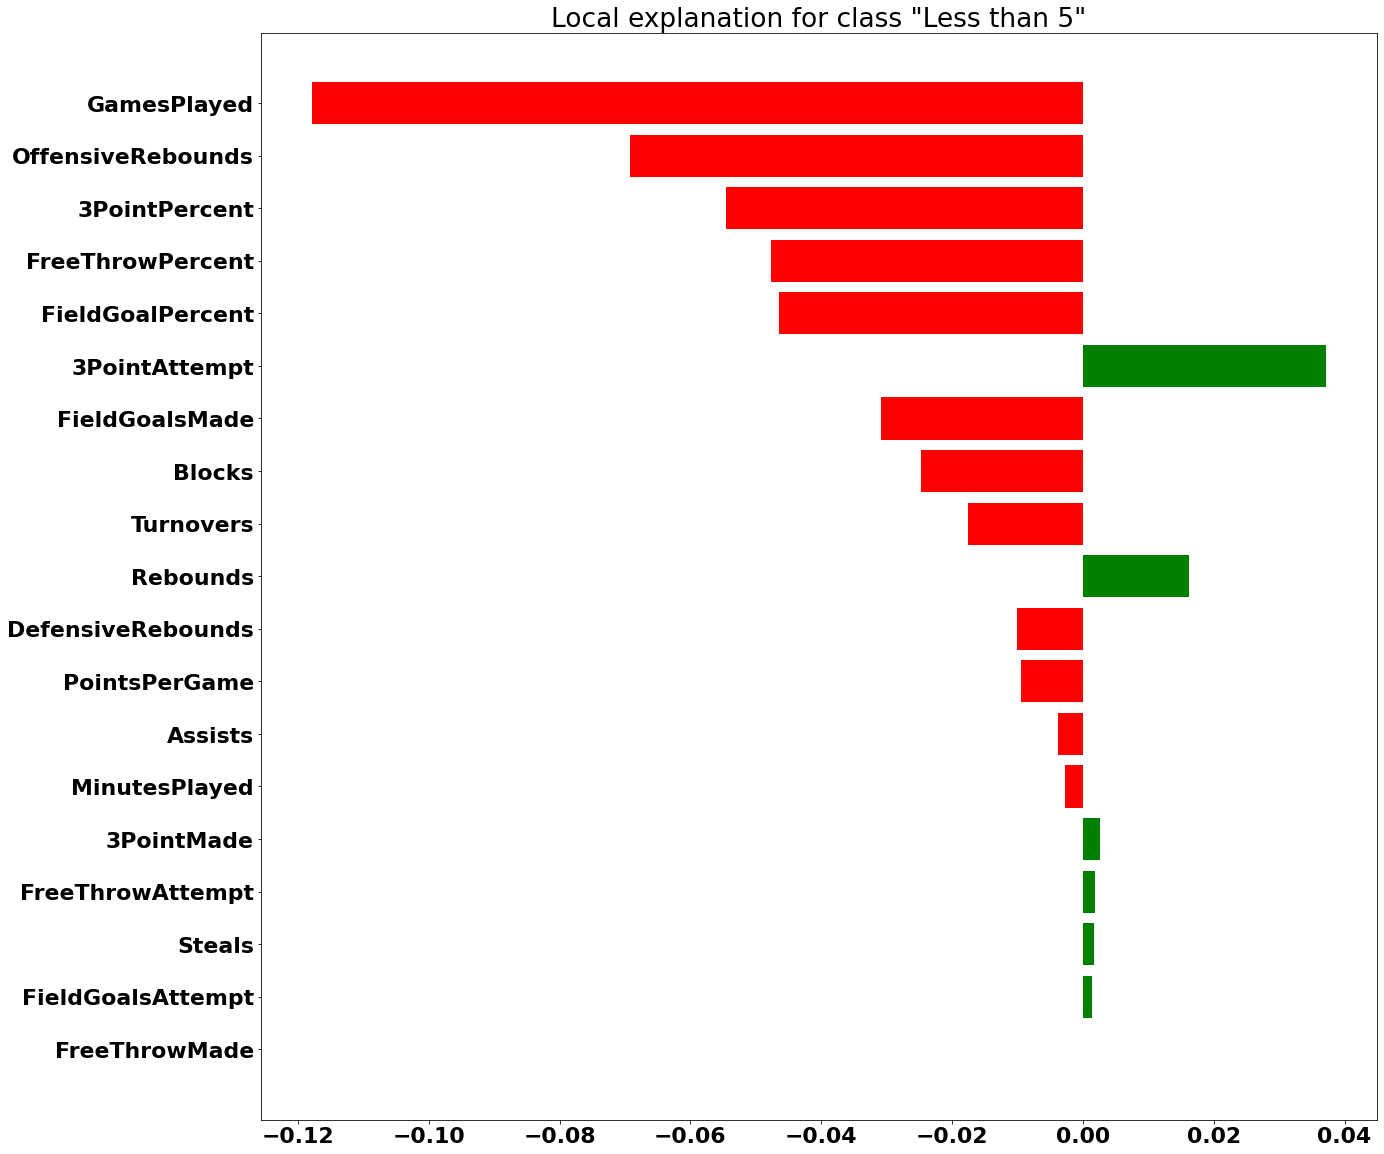 Local explanation for class "Less than 5"
GamesPlayed
OffensiveRebounds
3PointPercent
FreeThrowPercent
FieldGoalPercent
3PointAttempt
FieldGoalsMade
Blocks
Turnovers
Rebounds
DefensiveRebounds
PointsPerGame
Assists
MinutesPlayed
3PointMade
FreeThrowAttempt
Steals
FieldGoalsAttempt
FreeThrowMade
−0.12 −0.10 −0.08 −0.06 −0.04 −0.02 0.00 0.02 0.04